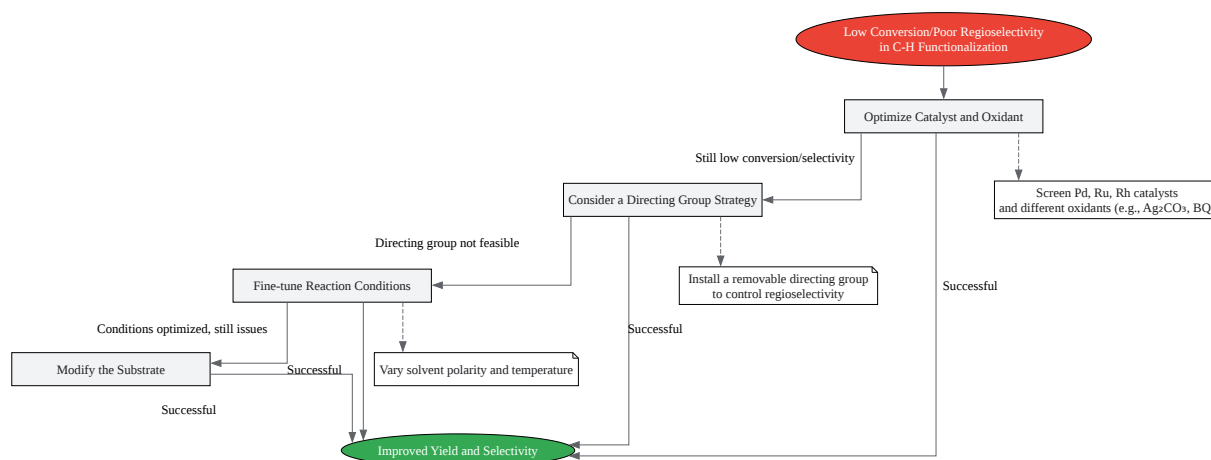 Low Conversion/Poor Regioselectivity
in C-H Functionalization
Optimize Catalyst and Oxidant
Still low conversion/selectivity
Screen Pd, Ru, Rh catalysts
and different oxidants (e.g., Ag₂CO₃, BQ
Consider a Directing Group Strategy
Directing group not feasible
Install a removable directing group
to control regioselectivity
Fine-tune Reaction Conditions
Successful
Conditions optimized, still issues
Successful
Modify the Substrate
Successful
Vary solvent polarity and temperature
Successful
Improved Yield and Selectivity